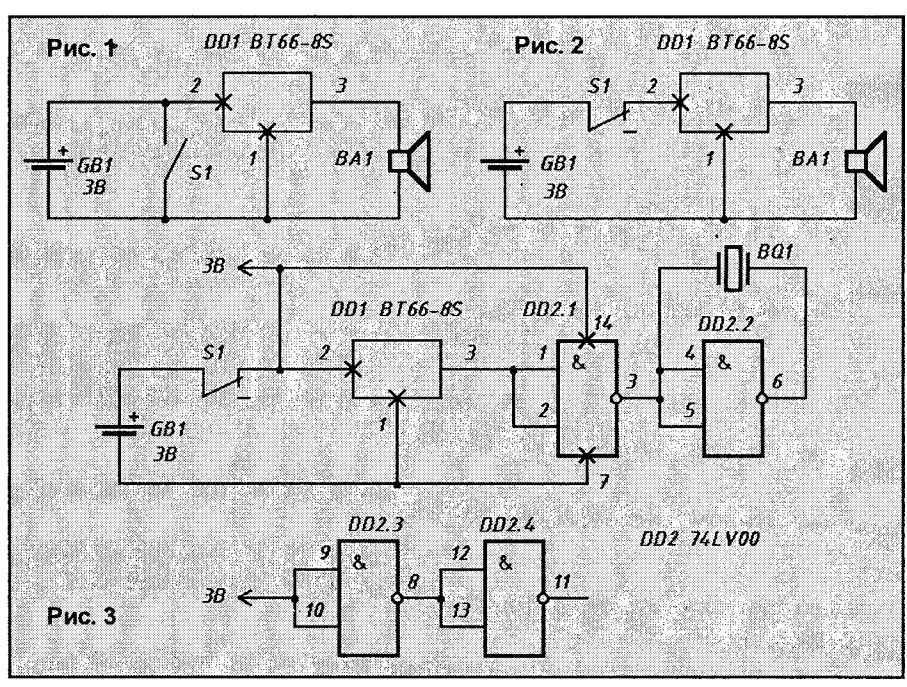 Рис. 1
DD1 BT66-8S
2
3
1
+
GB1
3В
S1
BA1
Рис. 2
DD1 BT66-8S
S1
2
3
1
+
GB1
3В
BA1
3В
DD1 BT66-8S
S1
2
3
1
+
GB1
3В
DD2.1
14
1
&
2
3
7
BQ1
DD2.2
4
&
5
6
DD2.3
9
&
10
8
3В
DD2.4
12
&
13
11
DD2 74LV00
Рис. 3